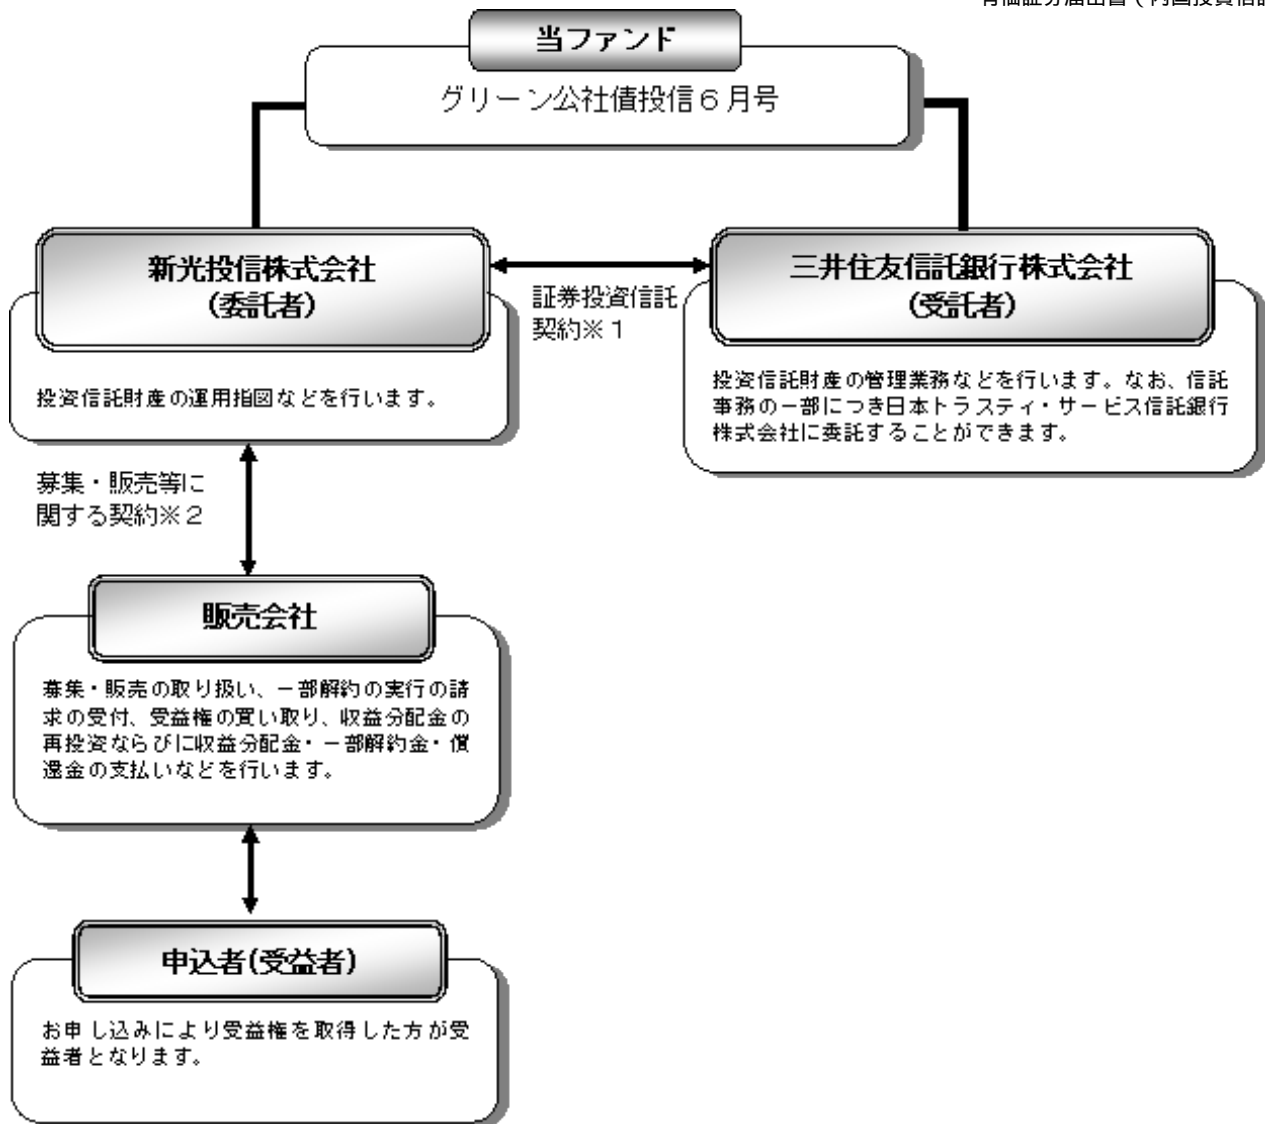 当ファンド
グリーン公社債投信６月号
新光投信株式会社
(委託者)
投資信託財産の運用指図などを行います。
証券投資信託
契約※１
三井住友信託銀行株式会社
(受託者)
投資信託財産の管理業務などを行います。なお、信託
事務の一部につき日本トラスティ・サービス信託銀行
株式会社に委託することができます。
募集・販売等に
関する契約※２
販売会社
募集・販売の取り扱い、一部解約の実行の請
求の受付、受益権の買い取り、収益分配金の
再投資ならびに収益分配金・一部解約金・償
還金の支払いなどを行います。
申込者(受益者)
お申し込みにより受益権を取得した方が受
益者となります。